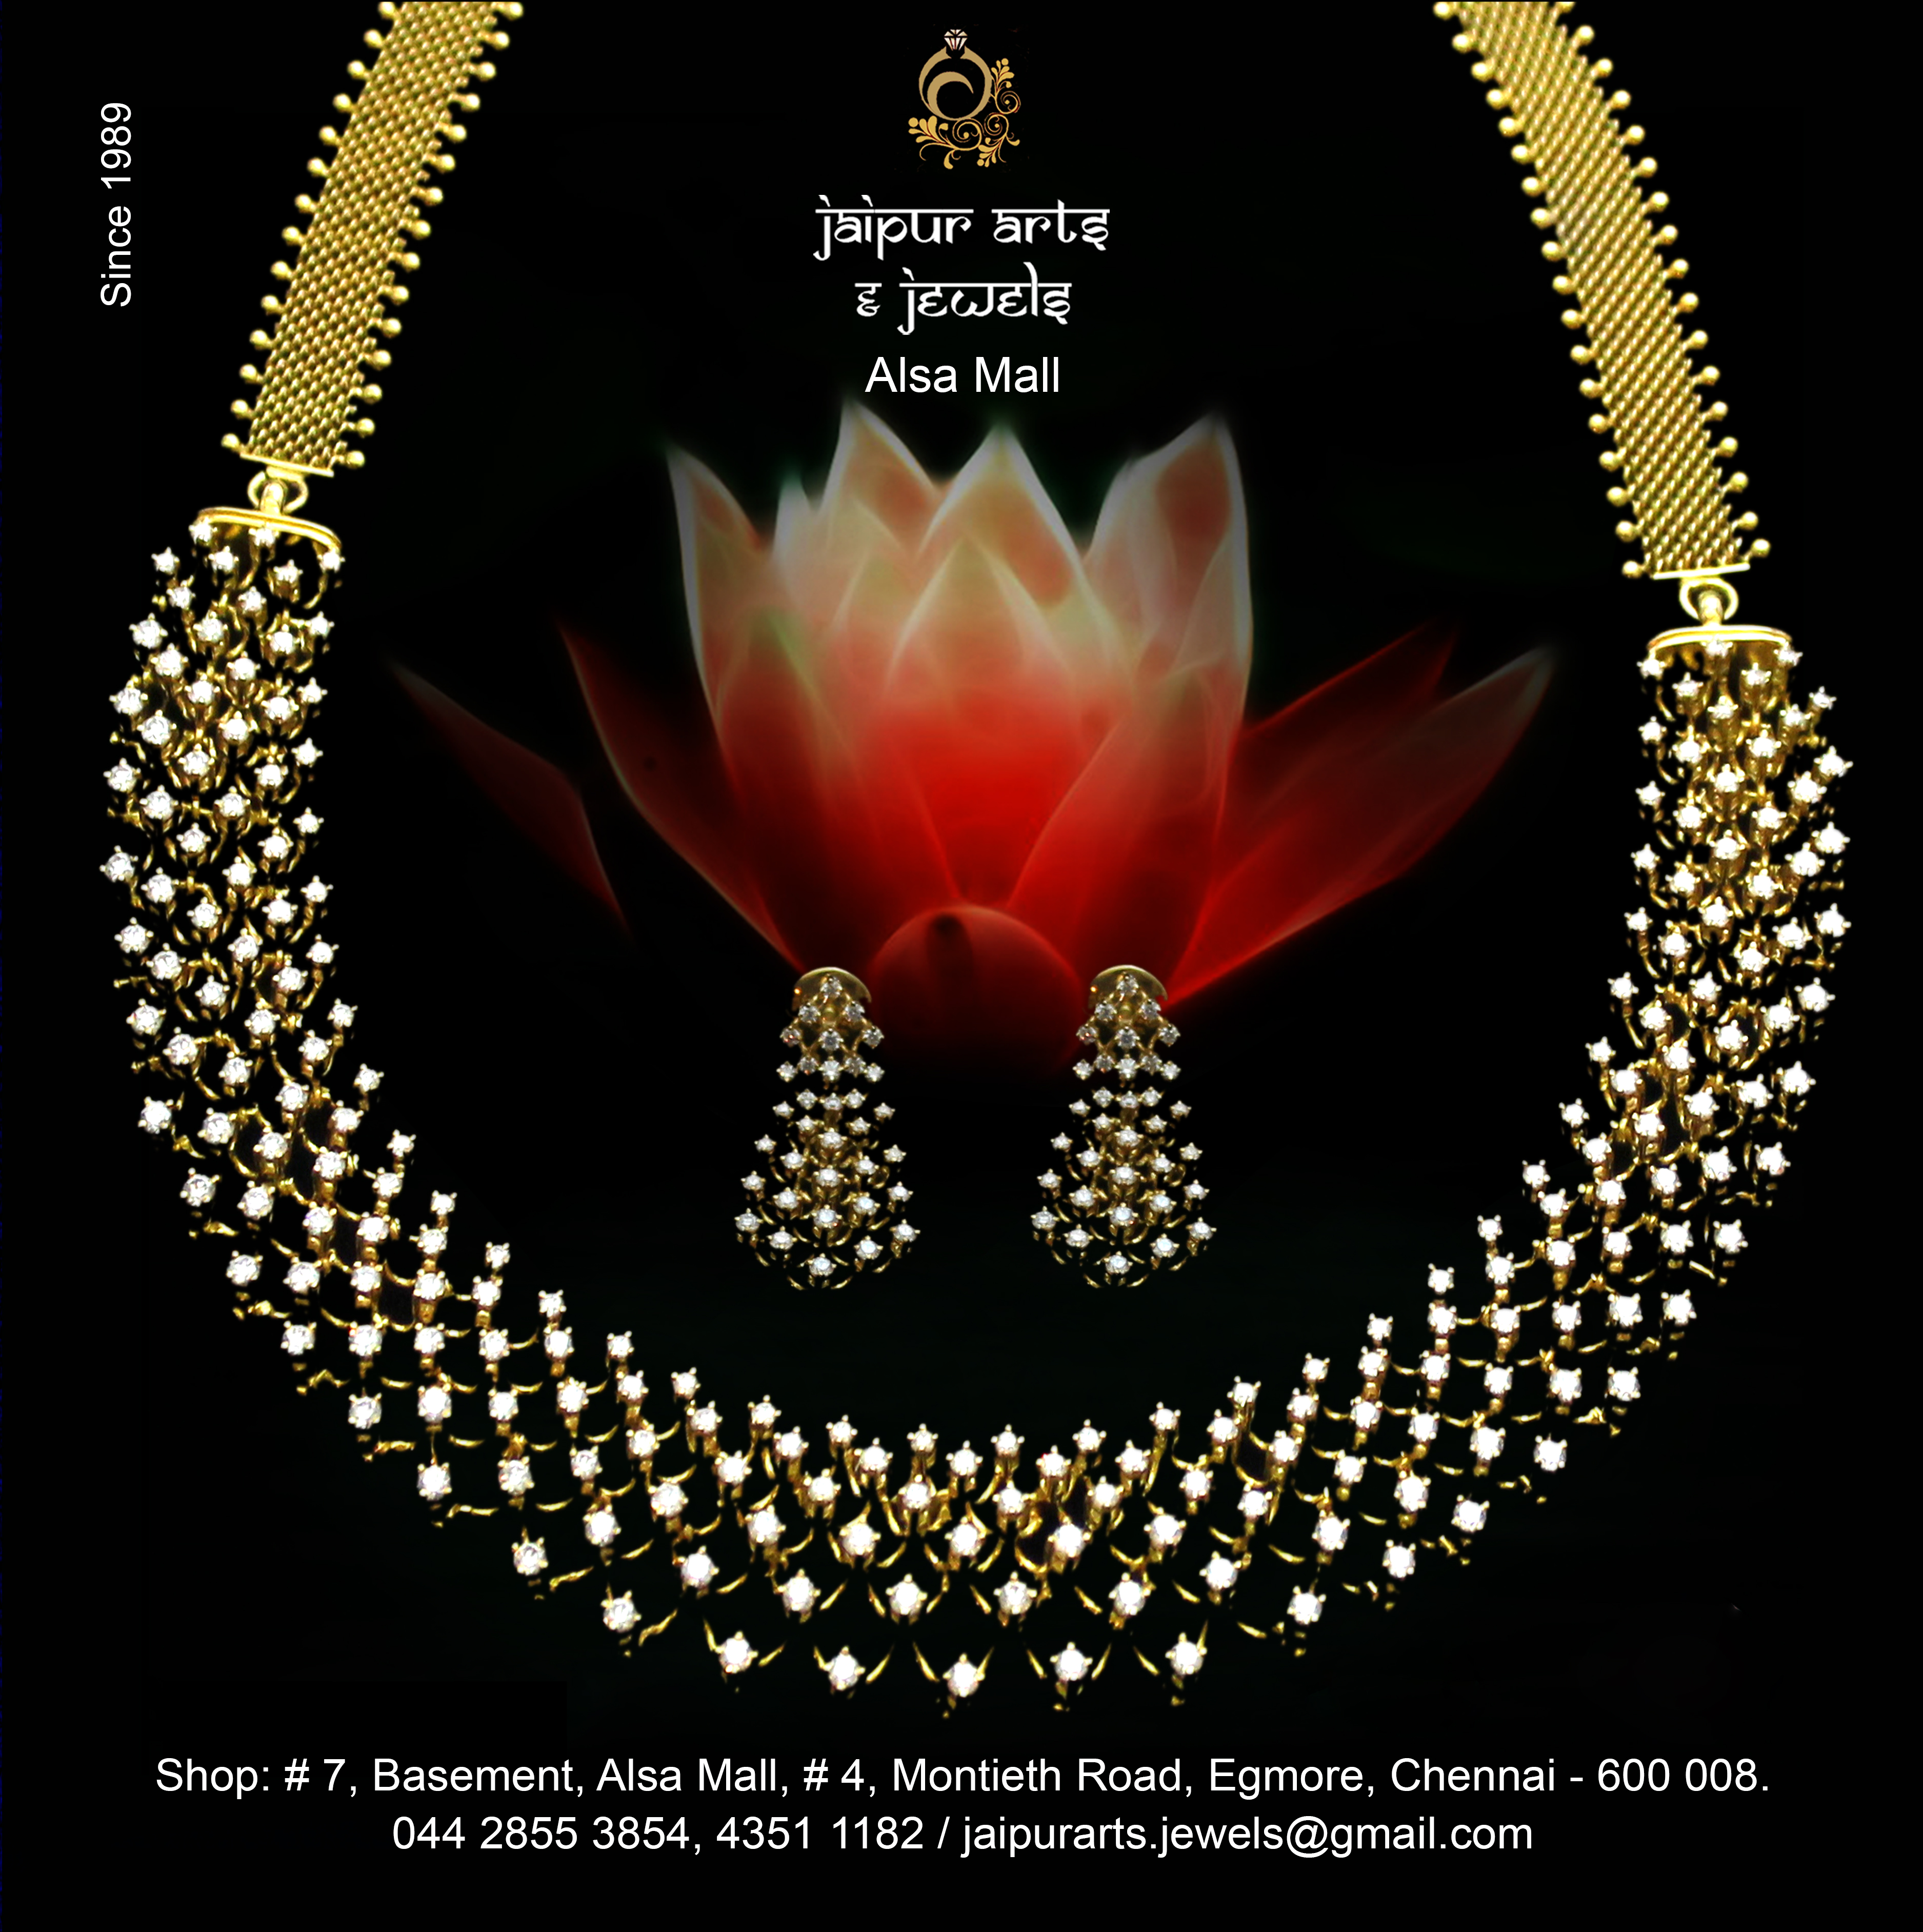 Since 1989
jaipur arts
& jewels
Alsa Mall
Shop: # 7, Basement, Alsa Mall, # 4, Montieth Road, Egmore, Chennai - 600 008.
044 2855 3854, 4351 1182 / jaipurarts.jewels@gmail.com